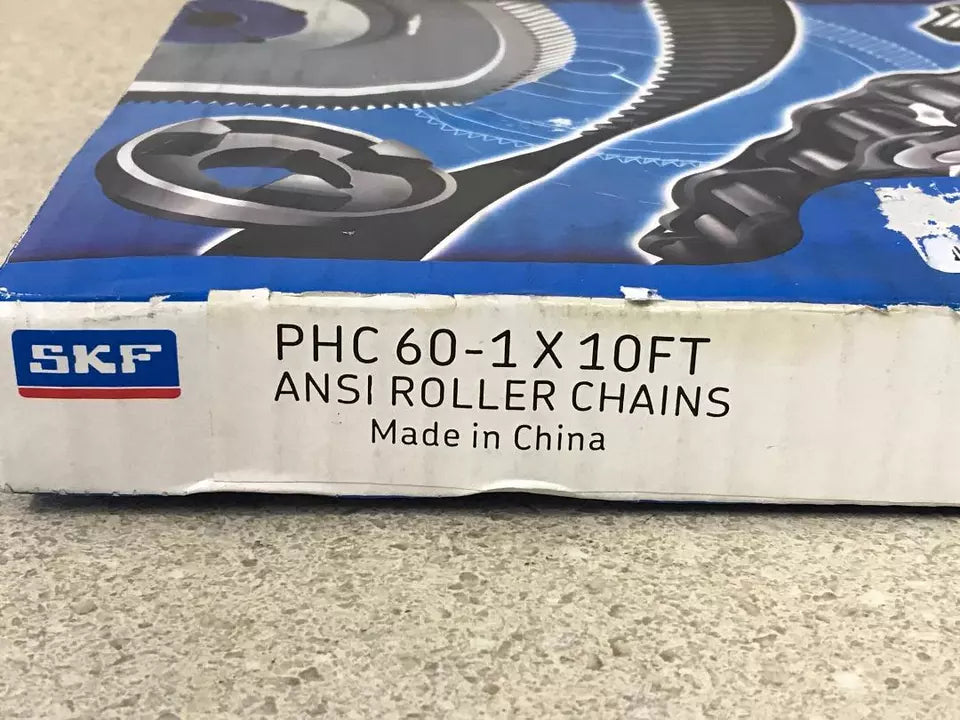 SKF
PHC 60-1 X 10FT
ANSI ROLLER CHAINS
Made in China